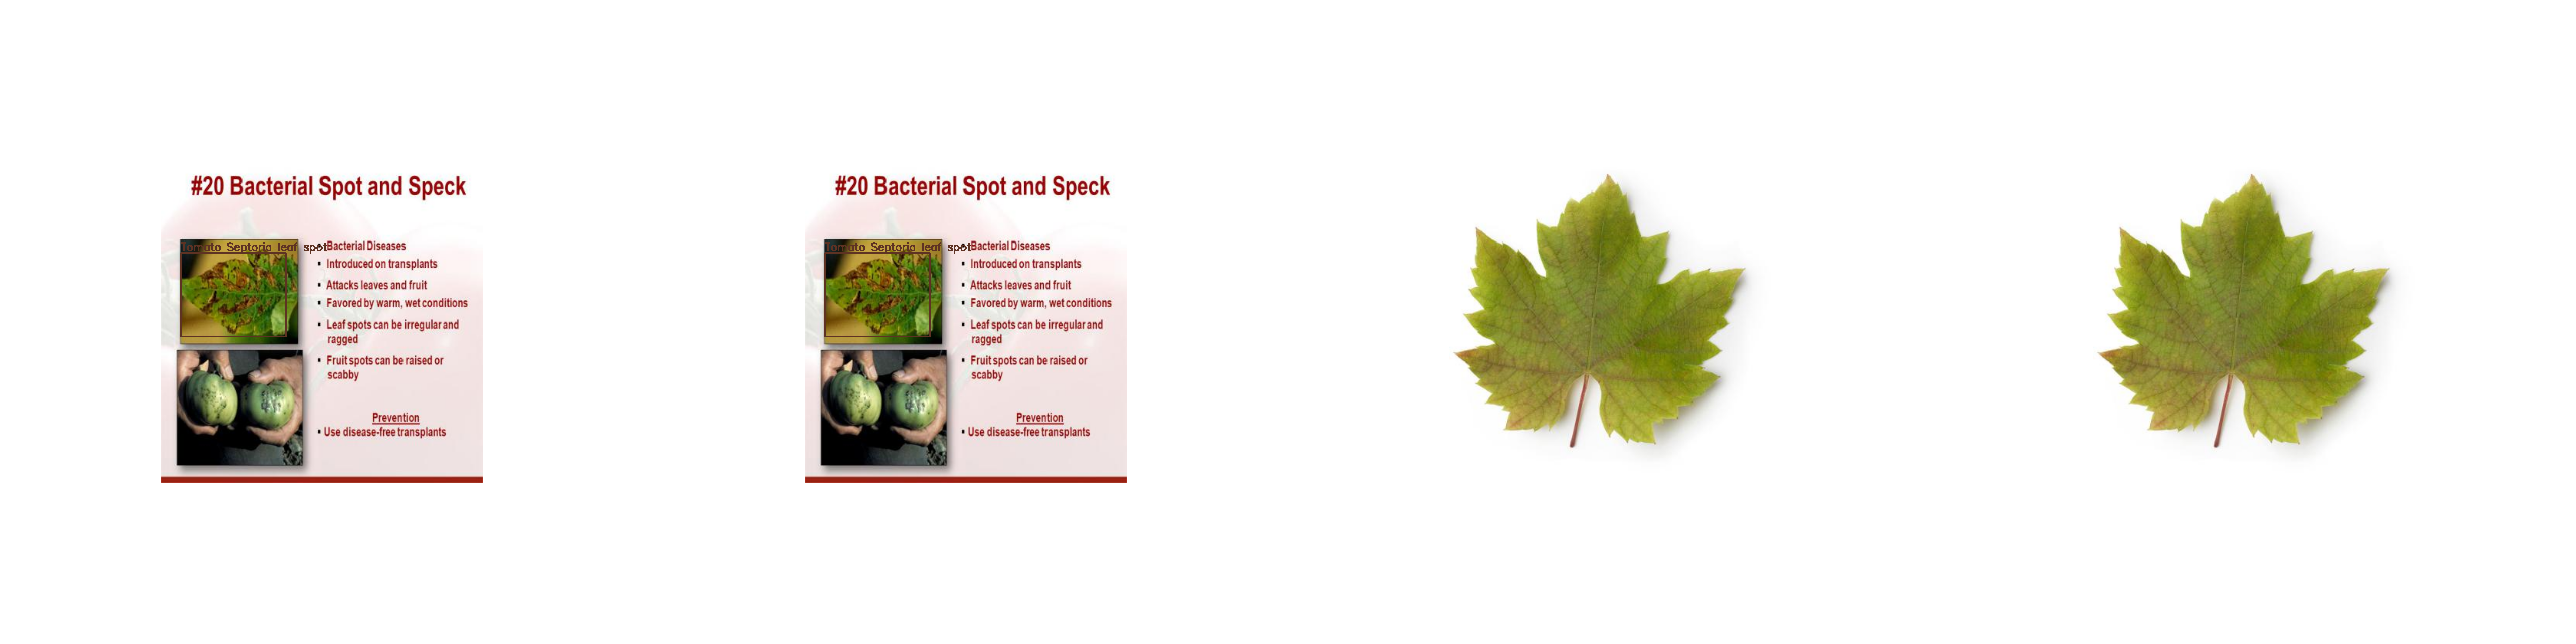 #20 Bacterial Spot and Speck
Tomato Septoria leaf spot
Bacterial Diseases
▪ Introduced on transplants
▪ Attacks leaves and fruit
▪ Favored by warm, wet conditions
▪ Leaf spots can be irregular and
ragged
▪ Fruit spots can be raised or
scabby
Prevention
▪ Use disease-free transplants
#20 Bacterial Spot and Speck
Tomato Septoria leaf spot
Bacterial Diseases
▪ Introduced on transplants
▪ Attacks leaves and fruit
▪ Favored by warm, wet conditions
▪ Leaf spots can be irregular and
ragged
▪ Fruit spots can be raised or
scabby
Prevention
▪ Use disease-free transplants